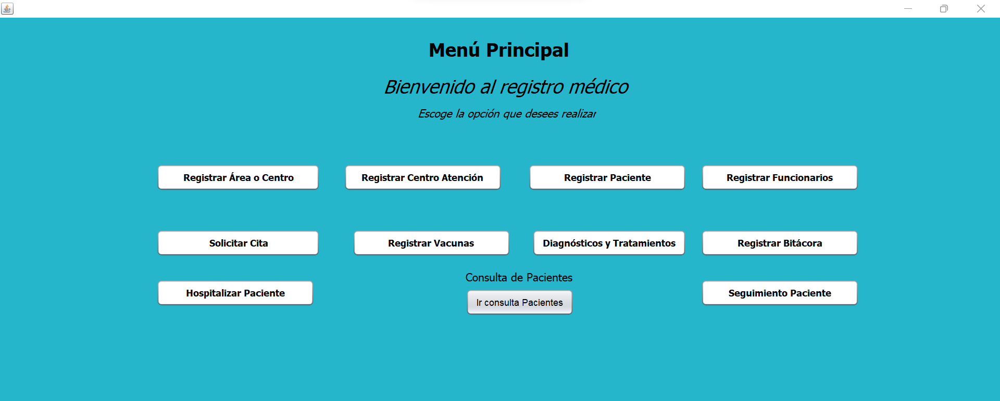 Menú Principal
Bienvenido al registro médico
Escoge la opción que desees realizar
Registrar Área o Centro
Registrar Centro Atención
Registrar Paciente
Registrar Funcionarios
Solicitar Cita
Registrar Vacunas
Diagnósticos y Tratamientos
Registrar Bitácora
Consulta de Pacientes
Hospitalizar Paciente
Ir consulta Pacientes
Seguimiento Paciente